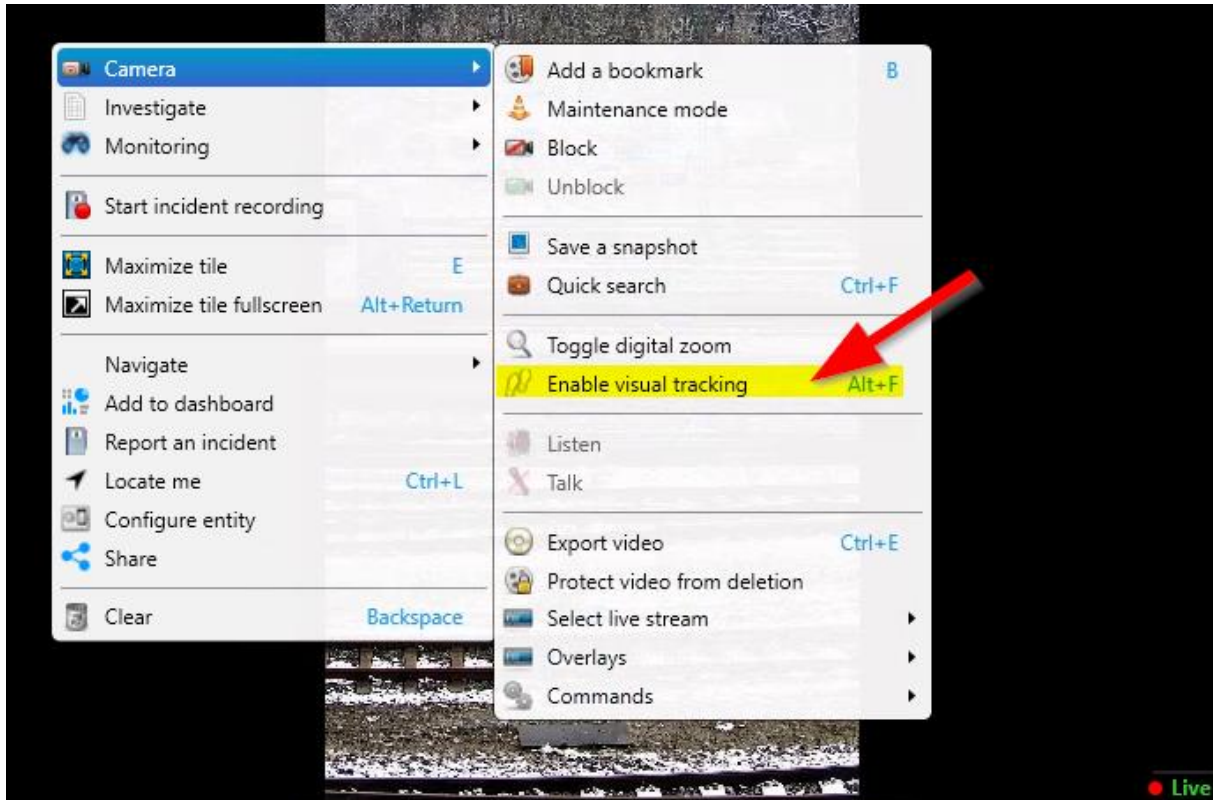 Camera
Investigate
Monitoring
Start incident recording
Maximize tile E
Maximize tile fullscreen Alt+Return
Navigate
Add to dashboard
Report an incident
Locate me Ctrl+L
Configure entity
Share
Clear Backspace
Add a bookmark B
Maintenance mode
Block
Unblock
Save a snapshot
Quick search Ctrl+F
Toggle digital zoom
Enable visual tracking Alt+F
Listen
Talk
Export video Ctrl+E
Protect video from deletion
Select live stream
Overlays
Commands
Live